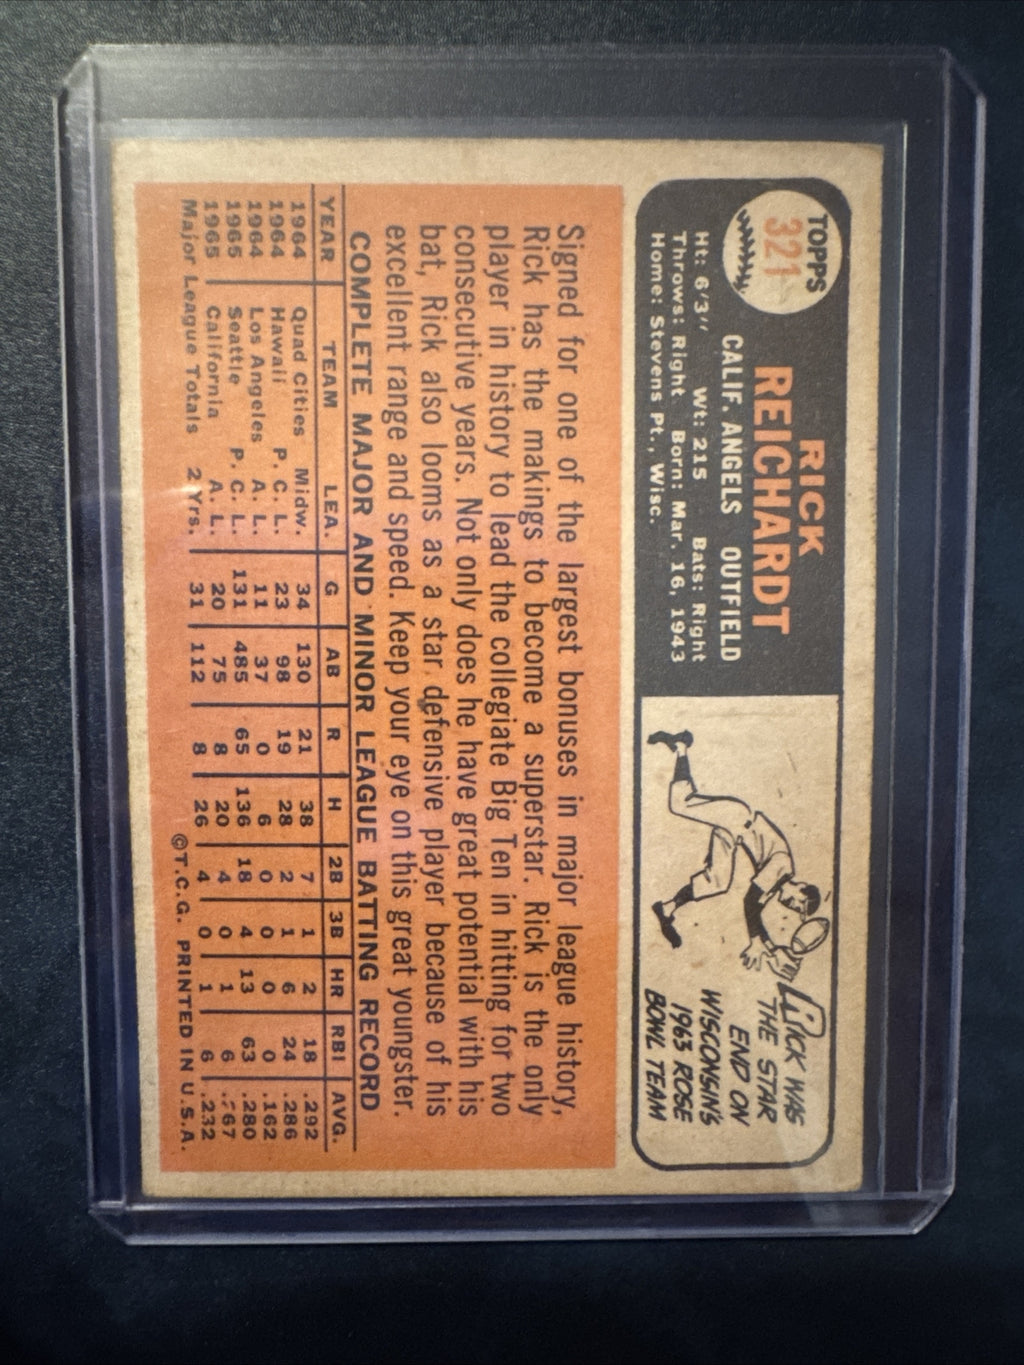 TOPPS
321
RICK
REICHARDT
CALIF. ANGELS OUTFIELD
Ht: 6'3" Wt: 215 Bats: Right
Throws: Right Born: Mar. 16, 1943
Home: Stevens Pt., Wisc.
RICK WAS
THE STAR
END ON
WISCONSIN'S
1963 ROSE
BOWL TEAM
Signed for one of the largest bonuses in major league history,
Rick has the makings to become a superstar. Rick is the only
player in history to lead the collegiate Big Ten in hitting for two
consecutive years. Not only does he have great potential with his
bat, Rick also looms as a star defensive player because of his
excellent range and speed. Keep your eye on this great youngster.
COMPLETE MAJOR AND MINOR LEAGUE BATTING RECORD
YEAR TEAM LEA. G AB R H 2B 3B HR RBI AVG.
1964 Quad Cities Midw. 34 130 21 38 7 1 2 18 .292
1964 Hawaii P. C. L. 23 98 19 28 2 1 6 24 .286
1964 Los Angeles A. L. 11 37 0 6 0 0 0 0 .162
1965 Seattle P. C. L. 131 485 65 136 18 4 13 63 .280
1965 California A. L. 20 75 8 20 4 0 1 6
Major League Totals 2 Yrs. 31 112 8 26 4 0 1 6 .232
©T.C.G. PRINTED IN U.S.A.